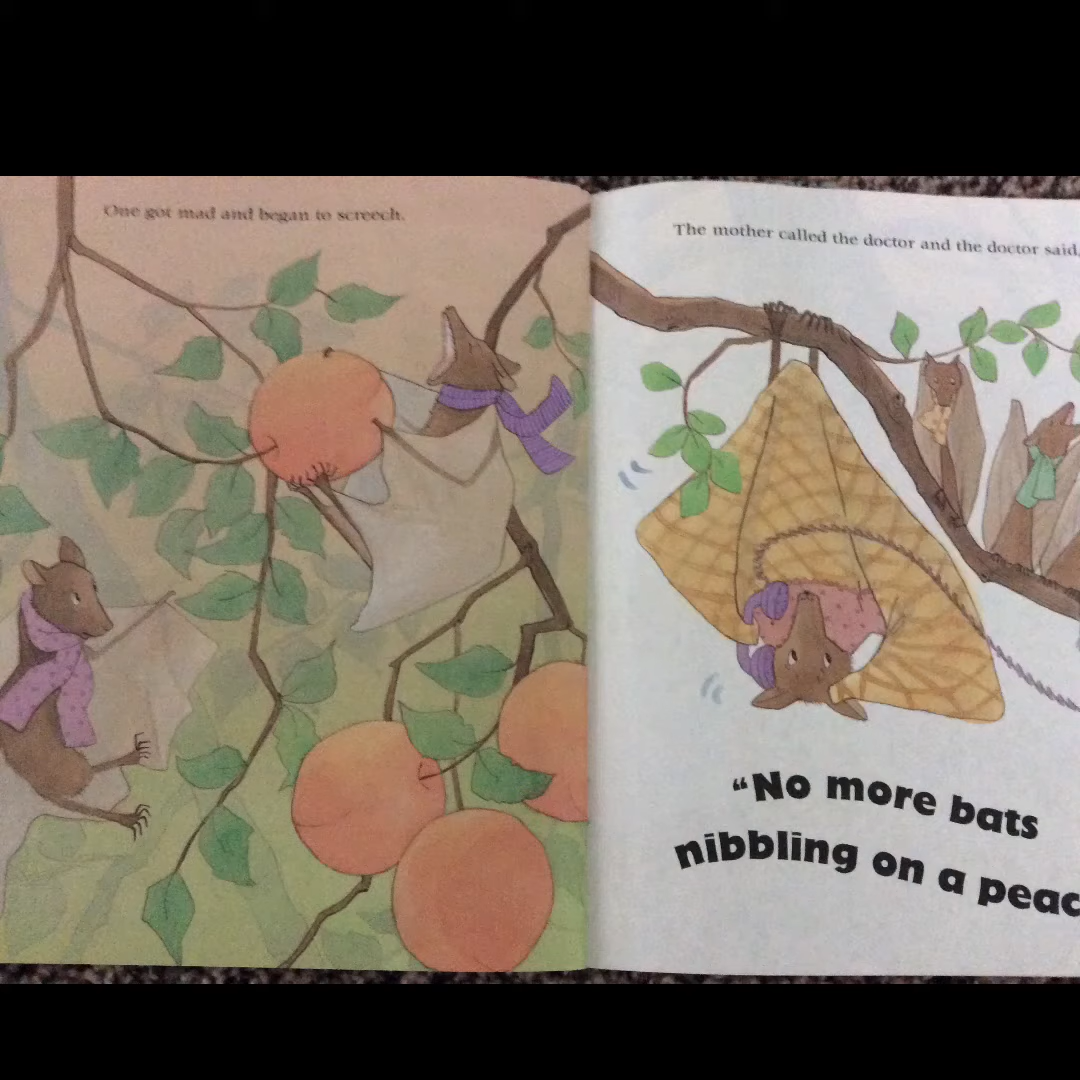 One got mad and began to screech.
The mother called the doctor and the doctor said,
“No more bats
nibbling on a peac